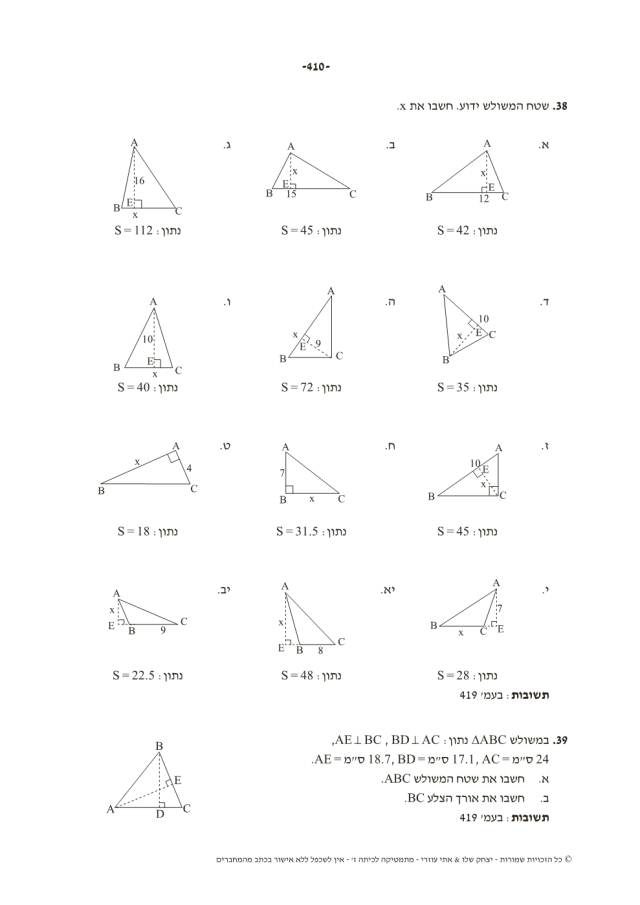 -410-
38. שטח המשולש ידוע. חשבו את x.
א. A x E B 12 C
ב. A x E B 15 C
ג. A 16 E B x C
נתון : S = 42
נתון : S = 45
נתון : S = 112
ד. A 10 x E C B
ה. A x E 9 B C
ו. A 10 E B x C
נתון : S = 35
נתון : S = 72
נתון : S = 40
ז. A 10 E x B C
ח. A 7 B x C
ט. A x 4 B C
נתון : S = 45
נתון : S = 31.5
נתון : S = 18
י. A 7 B x C E
יא. A x E B 8 C
יב. A x E B 9 C
נתון : S = 28
נתון : S = 48
נתון : S = 22.5
תשובות : בעמ' 419
39. במשולש ΔABC נתון : AE ⊥ BC , BD ⊥ AC,
24 ס״מ = AC ,17.1 ס״מ = BD ,18.7 ס״מ = AE.
א. חשבו את שטח המשולש ABC.
ב. חשבו את אורך הצלע BC.
תשובות : בעמ' 419
B E A D C
© כל הזכויות שמורות - יצחק שלו & אתי עוזרי - מתמטיקה לכיתה ז' - אין לשכפל ללא אישור בכתב מהמחברים